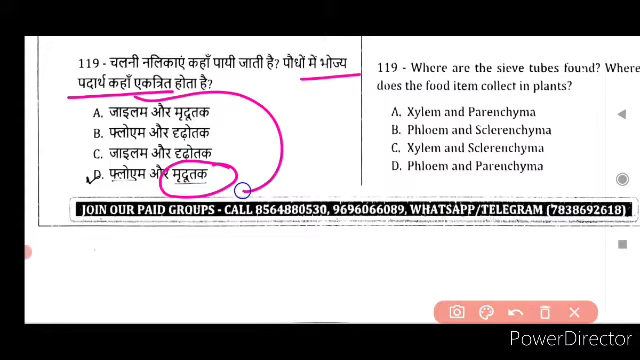 119 - चलनी नलिकाएं कहाँ पायी जाती है? पौधों में भोज्य
पदार्थ कहाँ एकत्रित होता है?
A. जाइलम और मृदूतक
B. फ्लोएम और दृढ़ोतक
C. जाइलम और दृढ़ोतक
D. फ्लोएम और मृदूतक
119 - Where are the sieve tubes found? Where
does the food item collect in plants?
A. Xylem and Parenchyma
B. Phloem and Sclerenchyma
C. Xylem and Sclerenchyma
D. Phloem and Parenchyma
JOIN OUR PAID GROUPS - CALL 8564880530, 9696066089, WHATSAPP/TELEGRAM (7838692618)
PowerDirector